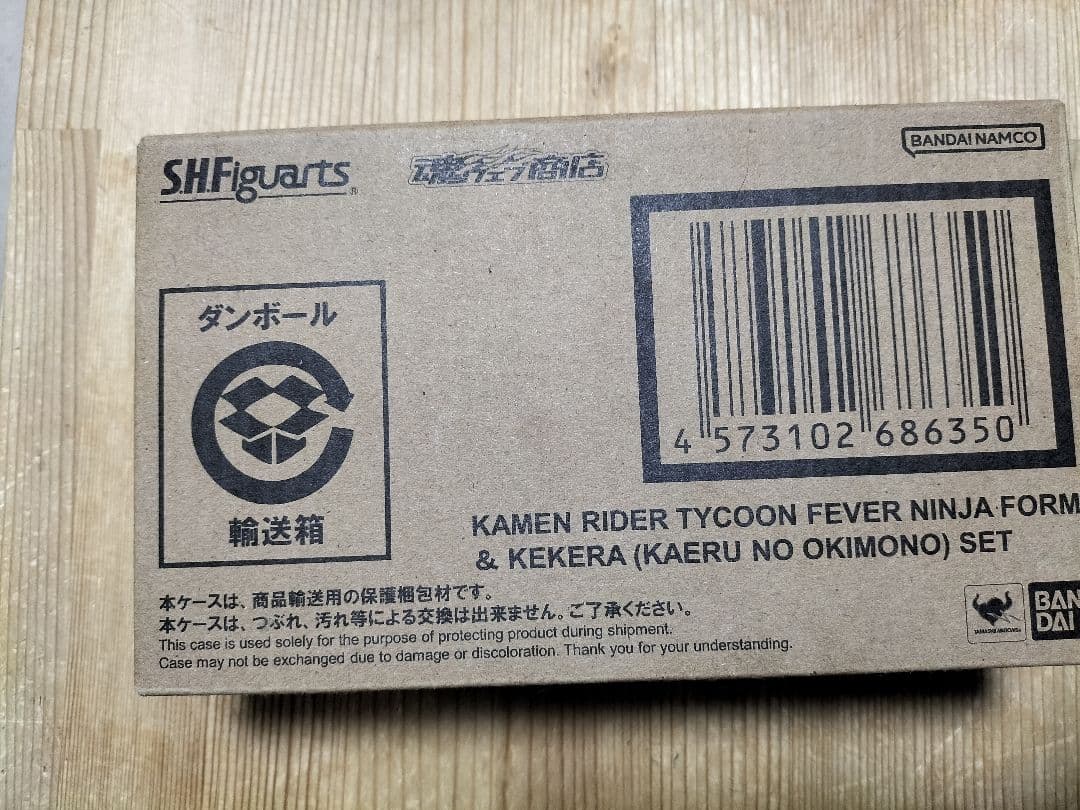 S.H.Figuarts®
魂ウェブ商店
BANDAI NAMCO
ダンボール
輸送箱
4 573102 686350
KAMEN RIDER TYCOON FEVER NINJA FORM
& KEKERA (KAERU NO OKIMONO) SET
本ケースは、商品輸送用の保護梱包材です。
本ケースは、つぶれ、汚れ等による交換は出来ません。ご了承ください。
This case is used solely for the purpose of protecting product during shipment.
Case may not be exchanged due to damage or discoloration. Thank you for your understanding.
TAMASHII NATIONS
BAN
DAI